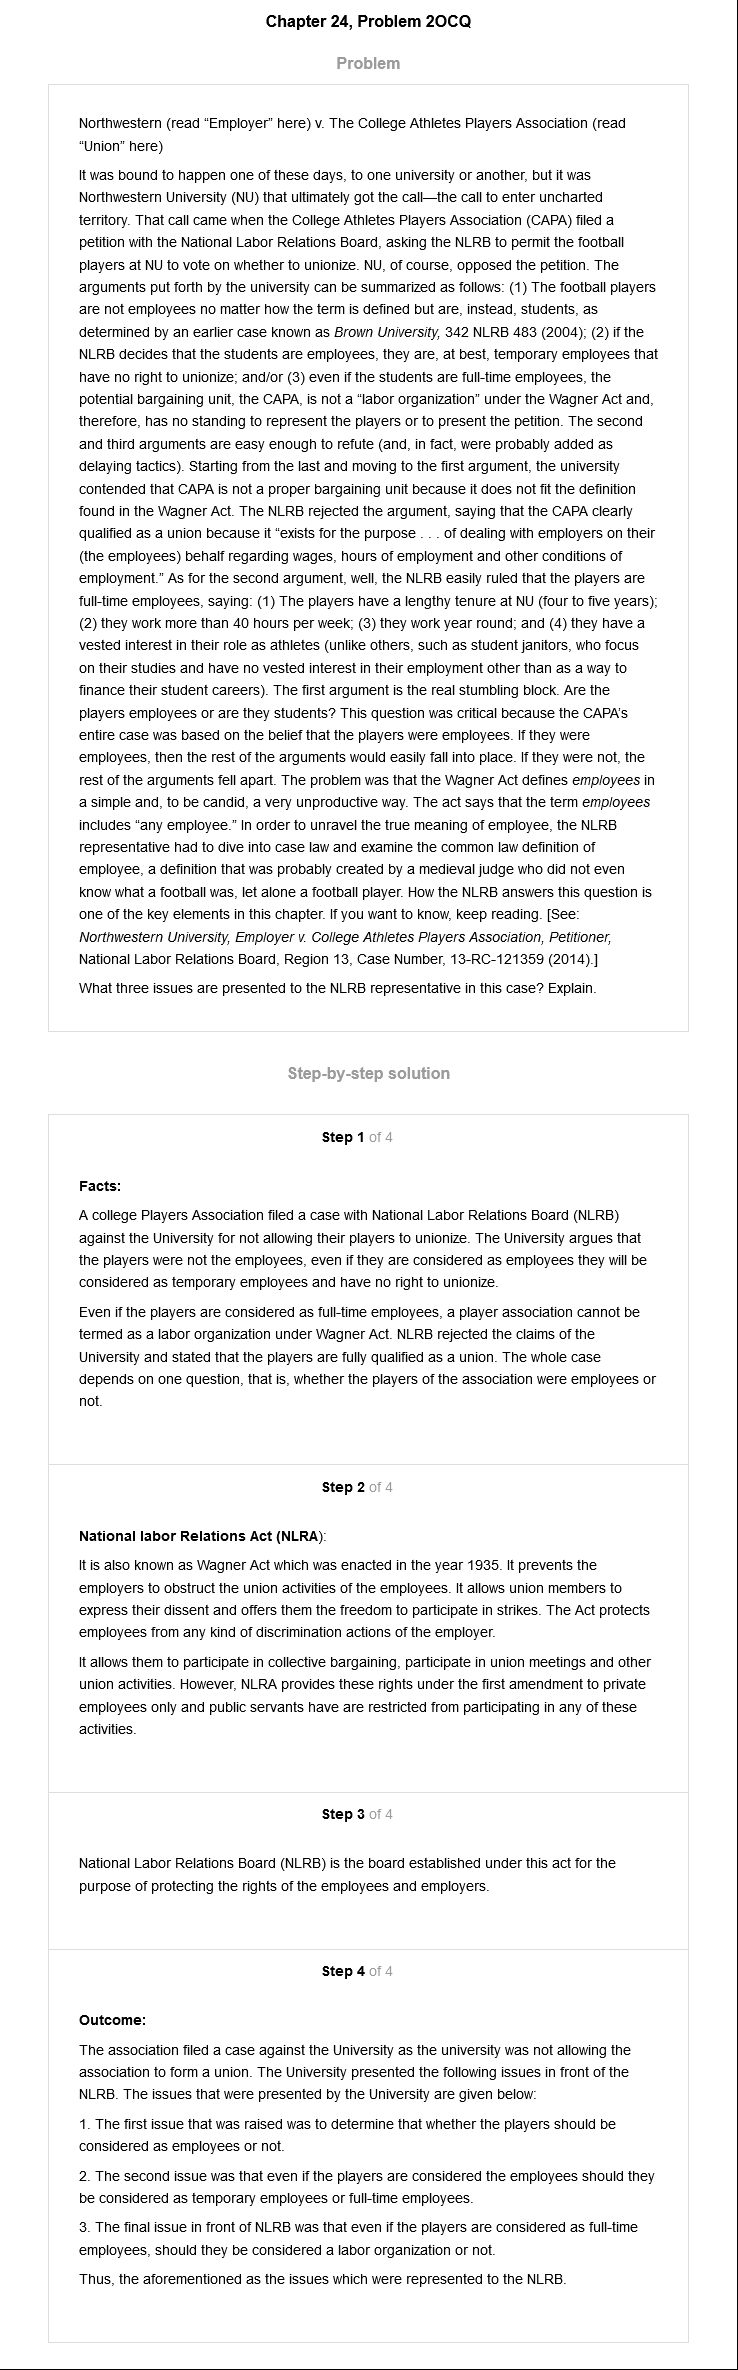 Chapter 24, Problem 2OCQ
Problem
Northwestern (read “Employer” here) v. The College Athletes Players Association (read
“Union” here)
It was bound to happen one of these days, to one university or another, but it was
Northwestern University (NU) that ultimately got the call—the call to enter uncharted
territory. That call came when the College Athletes Players Association (CAPA) filed a
petition with the National Labor Relations Board, asking the NLRB to permit the football
players at NU to vote on whether to unionize. NU, of course, opposed the petition. The
arguments put forth by the university can be summarized as follows: (1) The football players
are not employees no matter how the term is defined but are, instead, students, as
determined by an earlier case known as Brown University, 342 NLRB 483 (2004); (2) if the
NLRB decides that the students are employees, they are, at best, temporary employees that
have no right to unionize; and/or (3) even if the students are full-time employees, the
potential bargaining unit, the CAPA, is not a “labor organization” under the Wagner Act and,
therefore, has no standing to represent the players or to present the petition. The second
and third arguments are easy enough to refute (and, in fact, were probably added as
delaying tactics). Starting from the last and moving to the first argument, the university
contended that CAPA is not a proper bargaining unit because it does not fit the definition
found in the Wagner Act. The NLRB rejected the argument, saying that the CAPA clearly
qualified as a union because it “exists for the purpose . . . of dealing with employers on their
(the employees) behalf regarding wages, hours of employment and other conditions of
employment.” As for the second argument, well, the NLRB easily ruled that the players are
full-time employees, saying: (1) The players have a lengthy tenure at NU (four to five years);
(2) they work more than 40 hours per week; (3) they work year round; and (4) they have a
vested interest in their role as athletes (unlike others, such as student janitors, who focus
on their studies and have no vested interest in their employment other than as a way to
finance their student careers). The first argument is the real stumbling block. Are the
players employees or are they students? This question was critical because the CAPA’s
entire case was based on the belief that the players were employees. If they were
employees, then the rest of the arguments would easily fall into place. If they were not, the
rest of the arguments fell apart. The problem was that the Wagner Act defines employees in
a simple and, to be candid, a very unproductive way. The act says that the term employees
includes “any employee.” In order to unravel the true meaning of employee, the NLRB
representative had to dive into case law and examine the common law definition of
employee, a definition that was probably created by a medieval judge who did not even
know what a football was, let alone a football player. How the NLRB answers this question is
one of the key elements in this chapter. If you want to know, keep reading. [See:
Northwestern University, Employer v. College Athletes Players Association, Petitioner,
National Labor Relations Board, Region 13, Case Number, 13-RC-121359 (2014).]
What three issues are presented to the NLRB representative in this case? Explain.
Step-by-step solution
Step 1 of 4
Facts:
A college Players Association filed a case with National Labor Relations Board (NLRB)
against the University for not allowing their players to unionize. The University argues that
the players were not the employees, even if they are considered as employees they will be
considered as temporary employees and have no right to unionize.
Even if the players are considered as full-time employees, a player association cannot be
termed as a labor organization under Wagner Act. NLRB rejected the claims of the
University and stated that the players are fully qualified as a union. The whole case
depends on one question, that is, whether the players of the association were employees or
not.
Step 2 of 4
National labor Relations Act (NLRA):
It is also known as Wagner Act which was enacted in the year 1935. It prevents the
employers to obstruct the union activities of the employees. It allows union members to
express their dissent and offers them the freedom to participate in strikes. The Act protects
employees from any kind of discrimination actions of the employer.
It allows them to participate in collective bargaining, participate in union meetings and other
union activities. However, NLRA provides these rights under the first amendment to private
employees only and public servants have are restricted from participating in any of these
activities.
Step 3 of 4
National Labor Relations Board (NLRB) is the board established under this act for the
purpose of protecting the rights of the employees and employers.
Step 4 of 4
Outcome:
The association filed a case against the University as the university was not allowing the
association to form a union. The University presented the following issues in front of the
NLRB. The issues that were presented by the University are given below:
1. The first issue that was raised was to determine that whether the players should be
considered as employees or not.
2. The second issue was that even if the players are considered the employees should they
be considered as temporary employees or full-time employees.
3. The final issue in front of NLRB was that even if the players are considered as full-time
employees, should they be considered a labor organization or not.
Thus, the aforementioned as the issues which were represented to the NLRB.